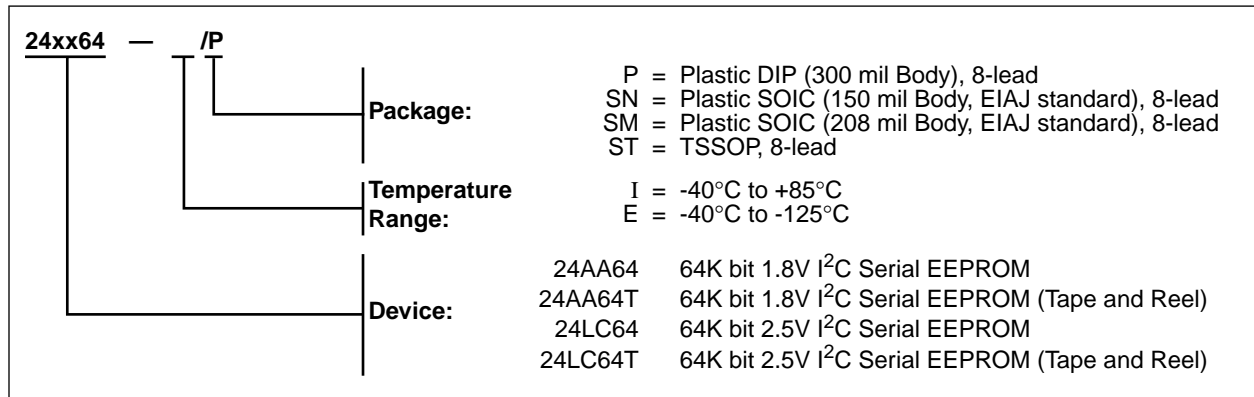 24xx64 — _ /P
Package:
P = Plastic DIP (300 mil Body), 8-lead
SN = Plastic SOIC (150 mil Body, EIAJ standard), 8-lead
SM = Plastic SOIC (208 mil Body, EIAJ standard), 8-lead
ST = TSSOP, 8-lead
Temperature
Range:
I = -40°C to +85°C
E = -40°C to -125°C
Device:
24AA64 64K bit 1.8V I²C Serial EEPROM
24AA64T 64K bit 1.8V I²C Serial EEPROM (Tape and Reel)
24LC64 64K bit 2.5V I²C Serial EEPROM
24LC64T 64K bit 2.5V I²C Serial EEPROM (Tape and Reel)